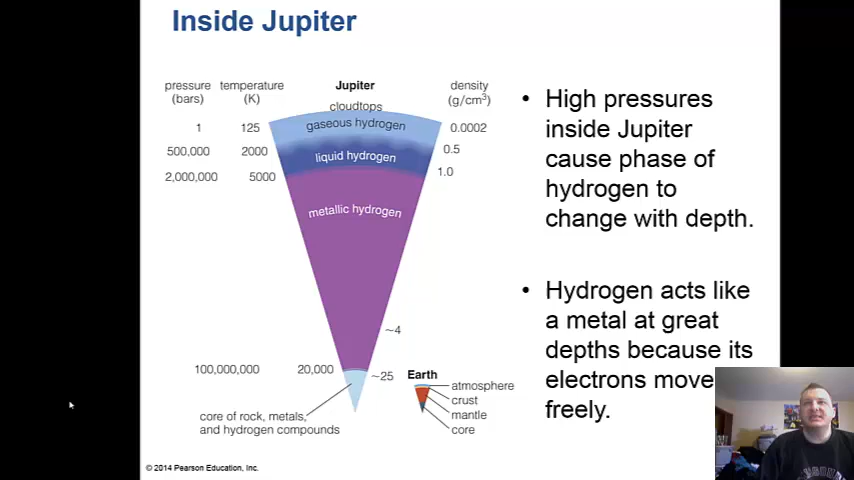 Inside Jupiter
pressure temperature Jupiter density
(bars) (K) (g/cm³)
cloudtops
1 125 gaseous hydrogen 0.0002
500,000 2000 liquid hydrogen 0.5
2,000,000 5000 1.0
metallic hydrogen
~4
100,000,000 20,000 ~25
core of rock, metals,
and hydrogen compounds
Earth
atmosphere
crust
mantle
core
• High pressures
inside Jupiter
cause phase of
hydrogen to
change with depth.
• Hydrogen acts like
a metal at great
depths because its
electrons move
freely.
© 2014 Pearson Education, Inc.